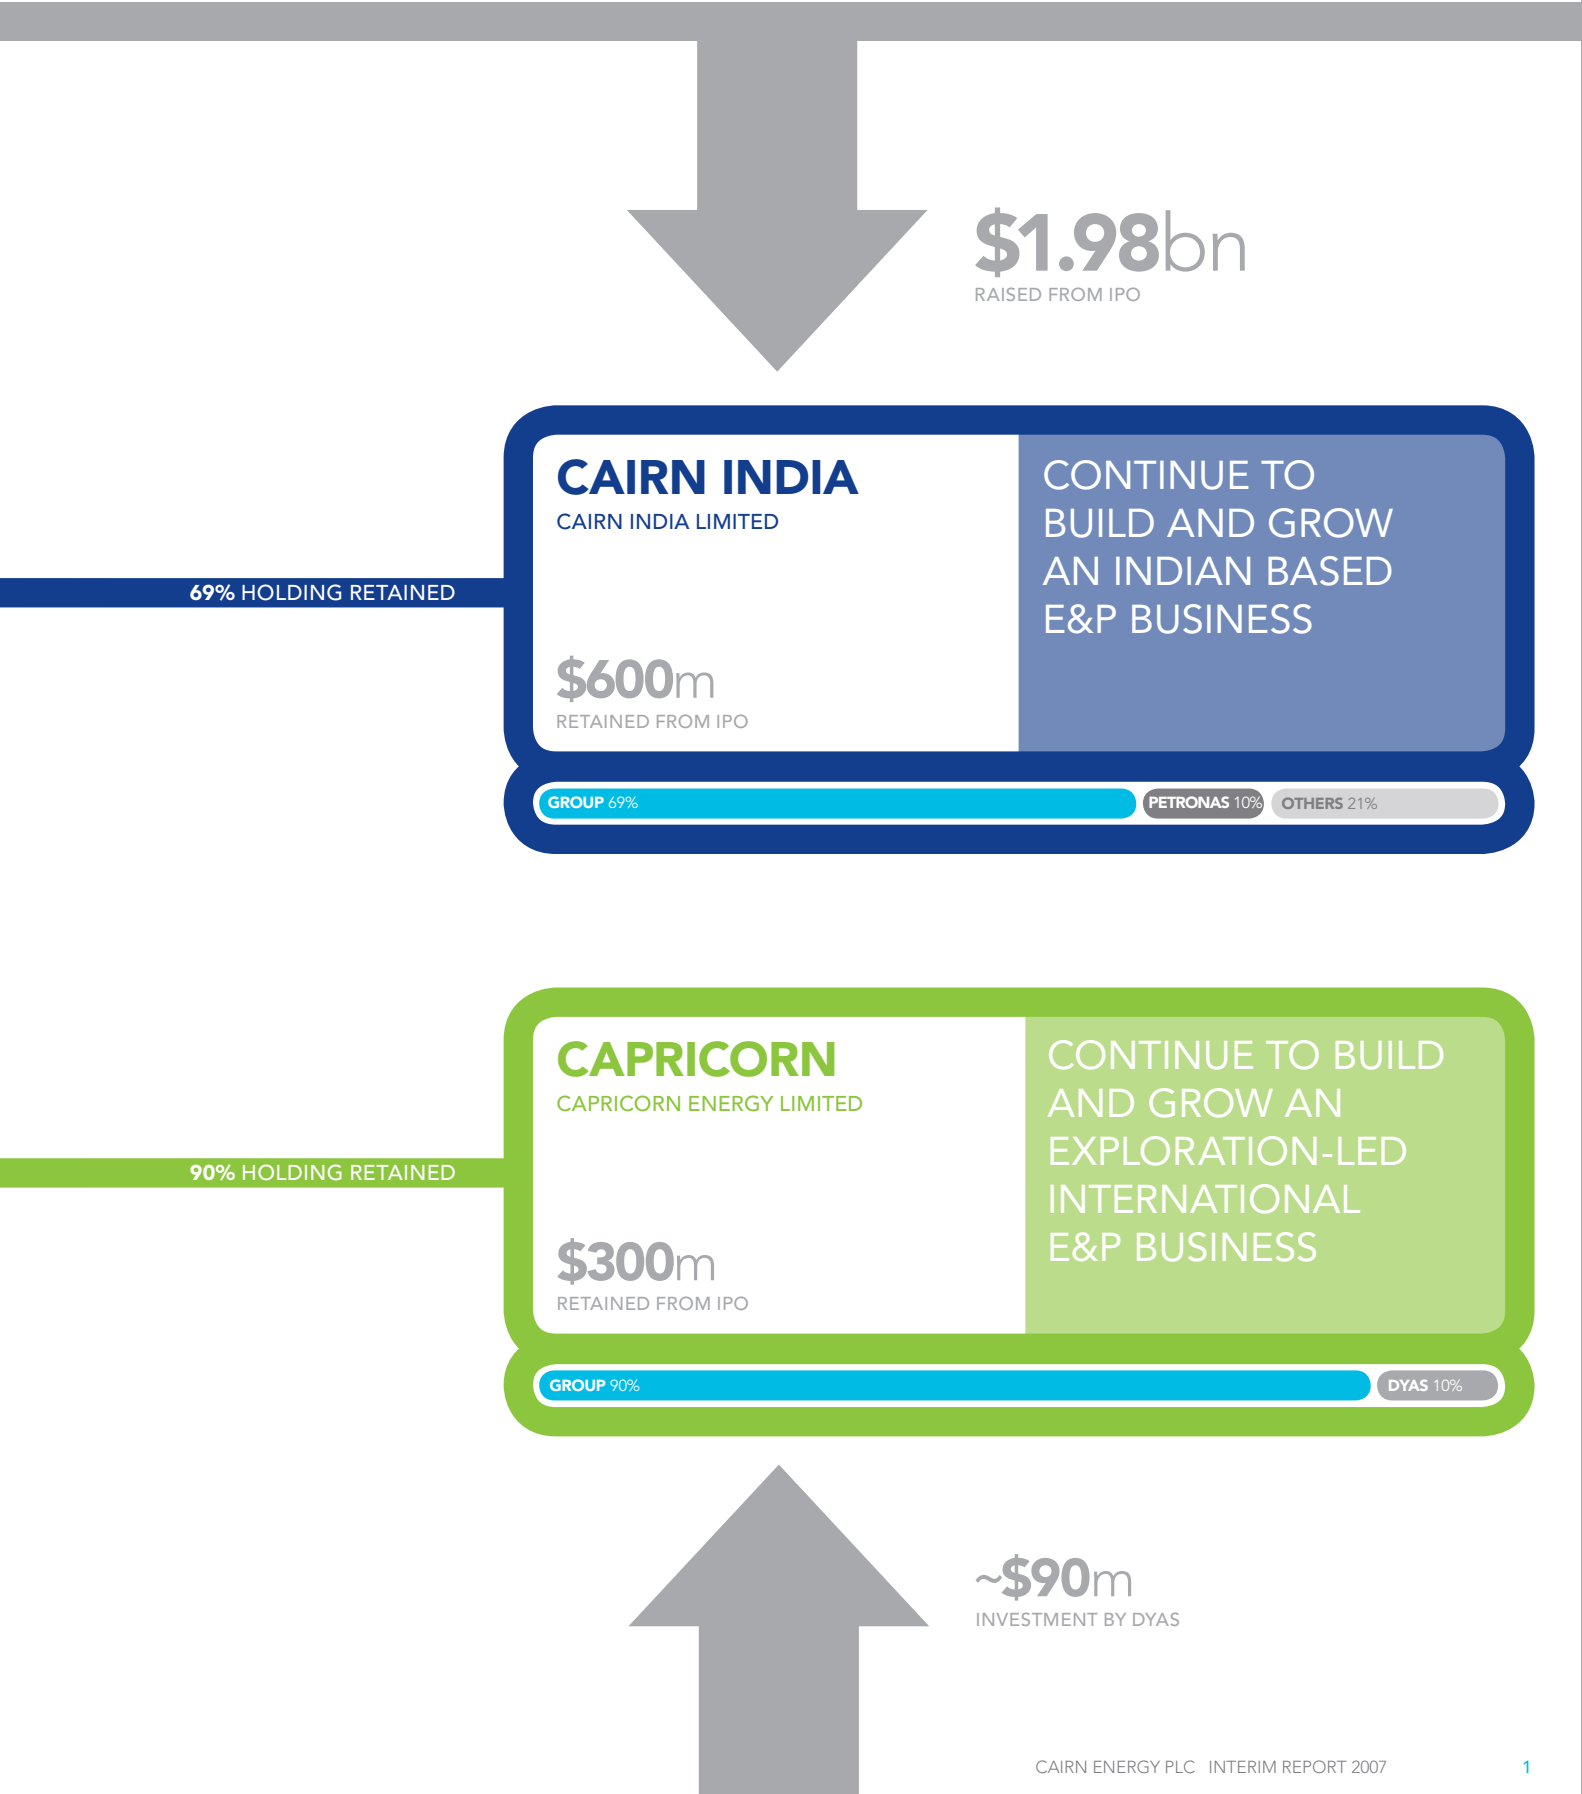 $1.98bn
RAISED FROM IPO
CAIRN INDIA
CAIRN INDIA LIMITED
CONTINUE TO
BUILD AND GROW
AN INDIAN BASED
E&P BUSINESS
69% HOLDING RETAINED
$600m
RETAINED FROM IPO
GROUP 69%
PETRONAS 10%
OTHERS 21%
CAPRICORN
CAPRICORN ENERGY LIMITED
CONTINUE TO BUILD
AND GROW AN
EXPLORATION-LED
INTERNATIONAL
E&P BUSINESS
90% HOLDING RETAINED
$300m
RETAINED FROM IPO
GROUP 90%
DYAS 10%
~$90m
INVESTMENT BY DYAS
CAIRN ENERGY PLC INTERIM REPORT 2007
1